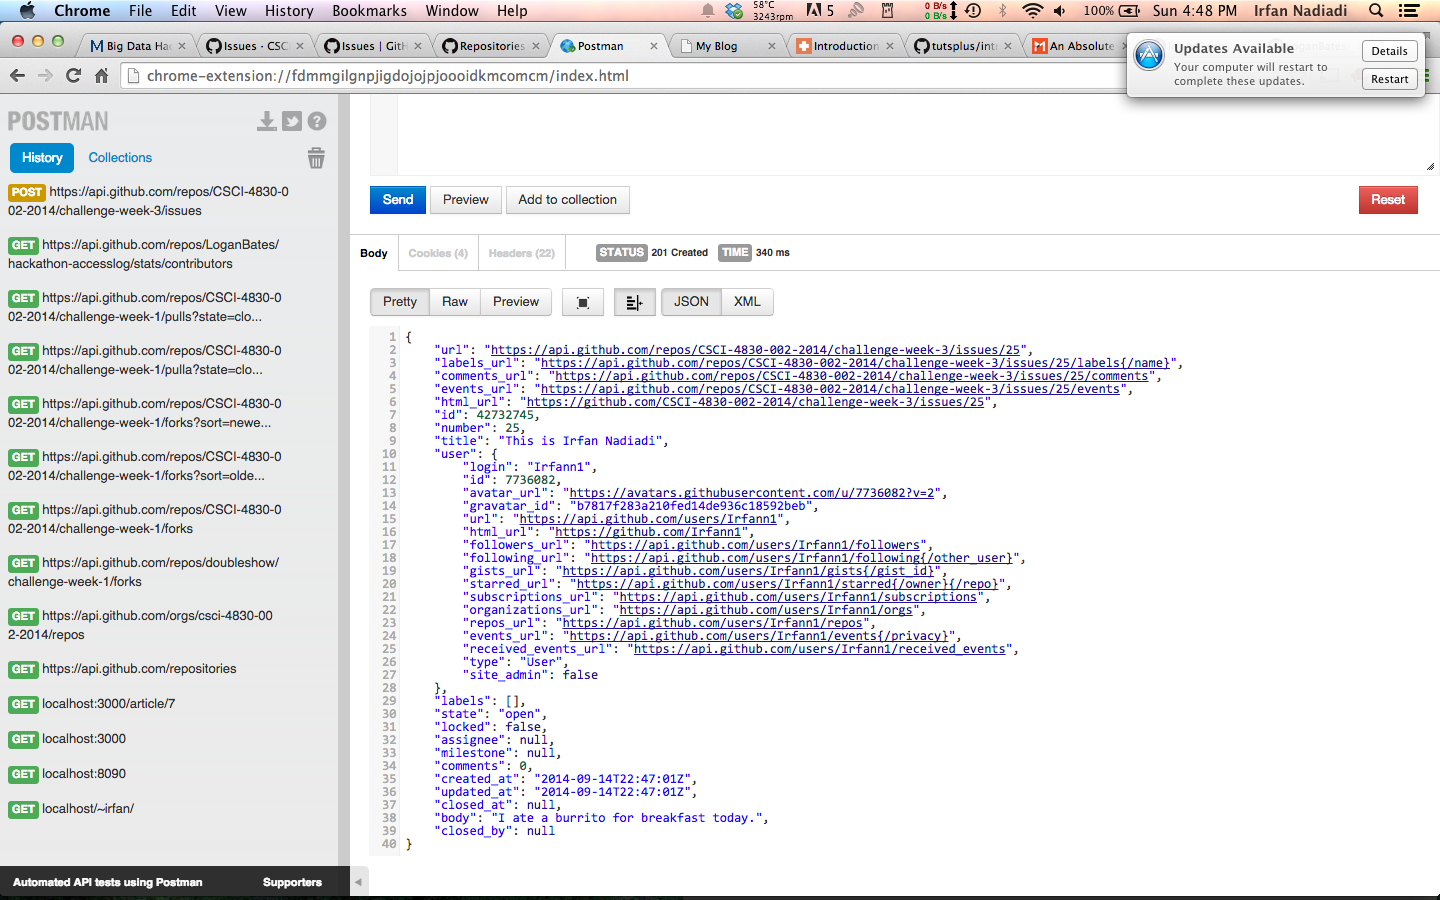 Chrome File Edit View History Bookmarks Window Help 58°C 3243rpm 5 0 B/s 0 B/s 100% Sun 4:48 PM Irfan Nadiadi
Big Data Ha Issues · CSC Issues | GitH Repositories Postman My Blog Introduction tutsplus/int An Absolute
Updates Available
Your computer will restart to
complete these updates.
Details
Restart
chrome-extension://fdmmgilgnpjigdojojpjoooidkmcomcm/index.html
POSTMAN
History Collections
POST https://api.github.com/repos/CSCI-4830-0
02-2014/challenge-week-3/issues
GET https://api.github.com/repos/LoganBates/
hackathon-accesslog/stats/contributors
GET https://api.github.com/repos/CSCI-4830-0
02-2014/challenge-week-1/pulls?state=clo...
GET https://api.github.com/repos/CSCI-4830-0
02-2014/challenge-week-1/pulla?state=clo...
GET https://api.github.com/repos/CSCI-4830-0
02-2014/challenge-week-1/forks?sort=newe...
GET https://api.github.com/repos/CSCI-4830-0
02-2014/challenge-week-1/forks?sort=olde...
GET https://api.github.com/repos/CSCI-4830-0
02-2014/challenge-week-1/forks
GET https://api.github.com/repos/doubleshow/
challenge-week-1/forks
GET https://api.github.com/orgs/csci-4830-00
2-2014/repos
GET https://api.github.com/repositories
GET localhost:3000/article/7
GET localhost:3000
GET localhost:8090
GET localhost/~irfan/
Automated API tests using Postman Supporters
Send Preview Add to collection Reset
Body Cookies (4) Headers (22) STATUS 201 Created TIME 340 ms
Pretty Raw Preview JSON XML
1 {
2 "url": "https://api.github.com/repos/CSCI-4830-002-2014/challenge-week-3/issues/25",
3 "labels_url": "https://api.github.com/repos/CSCI-4830-002-2014/challenge-week-3/issues/25/labels{/name}",
4 "comments_url": "https://api.github.com/repos/CSCI-4830-002-2014/challenge-week-3/issues/25/comments",
5 "events_url": "https://api.github.com/repos/CSCI-4830-002-2014/challenge-week-3/issues/25/events",
6 "html_url": "https://github.com/CSCI-4830-002-2014/challenge-week-3/issues/25",
7 "id": 42732745,
8 "number": 25,
9 "title": "This is Irfan Nadiadi",
10 "user": {
11 "login": "Irfann1",
12 "id": 7736082,
13 "avatar_url": "https://avatars.githubusercontent.com/u/7736082?v=2",
14 "gravatar_id": "b7817f283a210fed14de936c18592beb",
15 "url": "https://api.github.com/users/Irfann1",
16 "html_url": "https://github.com/Irfann1",
17 "followers_url": "https://api.github.com/users/Irfann1/followers",
18 "following_url": "https://api.github.com/users/Irfann1/following{/other_user}",
19 "gists_url": "https://api.github.com/users/Irfann1/gists{/gist_id}",
20 "starred_url": "https://api.github.com/users/Irfann1/starred{/owner}{/repo}",
21 "subscriptions_url": "https://api.github.com/users/Irfann1/subscriptions",
22 "organizations_url": "https://api.github.com/users/Irfann1/orgs",
23 "repos_url": "https://api.github.com/users/Irfann1/repos",
24 "events_url": "https://api.github.com/users/Irfann1/events{/privacy}",
25 "received_events_url": "https://api.github.com/users/Irfann1/received_events",
26 "type": "User",
27 "site_admin": false
28 },
29 "labels": [],
30 "state": "open",
31 "locked": false,
32 "assignee": null,
33 "milestone": null,
34 "comments": 0,
35 "created_at": "2014-09-14T22:47:01Z",
36 "updated_at": "2014-09-14T22:47:01Z",
37 "closed_at": null,
38 "body": "I ate a burrito for breakfast today.",
39 "closed_by": null
40 }